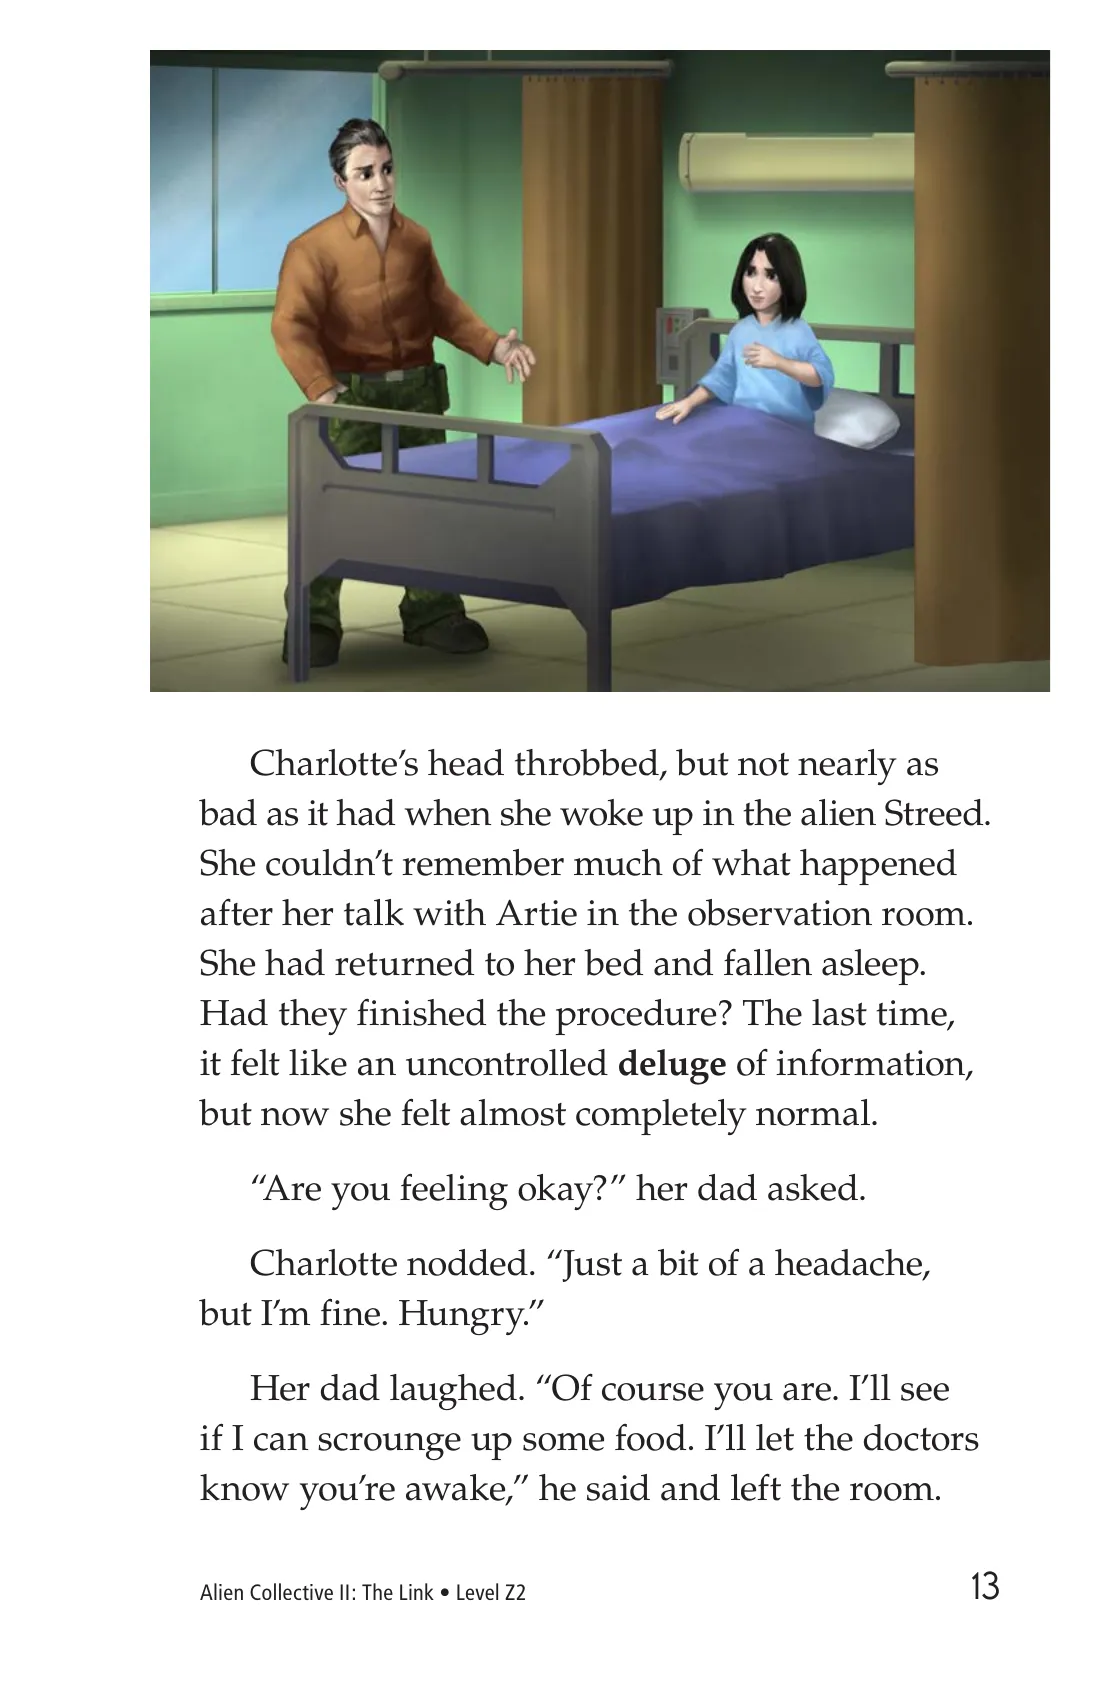 Charlotte’s head throbbed, but not nearly as
bad as it had when she woke up in the alien Streed.
She couldn’t remember much of what happened
after her talk with Artie in the observation room.
She had returned to her bed and fallen asleep.
Had they finished the procedure? The last time,
it felt like an uncontrolled deluge of information,
but now she felt almost completely normal.
“Are you feeling okay?” her dad asked.
Charlotte nodded. “Just a bit of a headache,
but I’m fine. Hungry.”
Her dad laughed. “Of course you are. I’ll see
if I can scrounge up some food. I’ll let the doctors
know you’re awake,” he said and left the room.
Alien Collective II: The Link • Level Z2
13